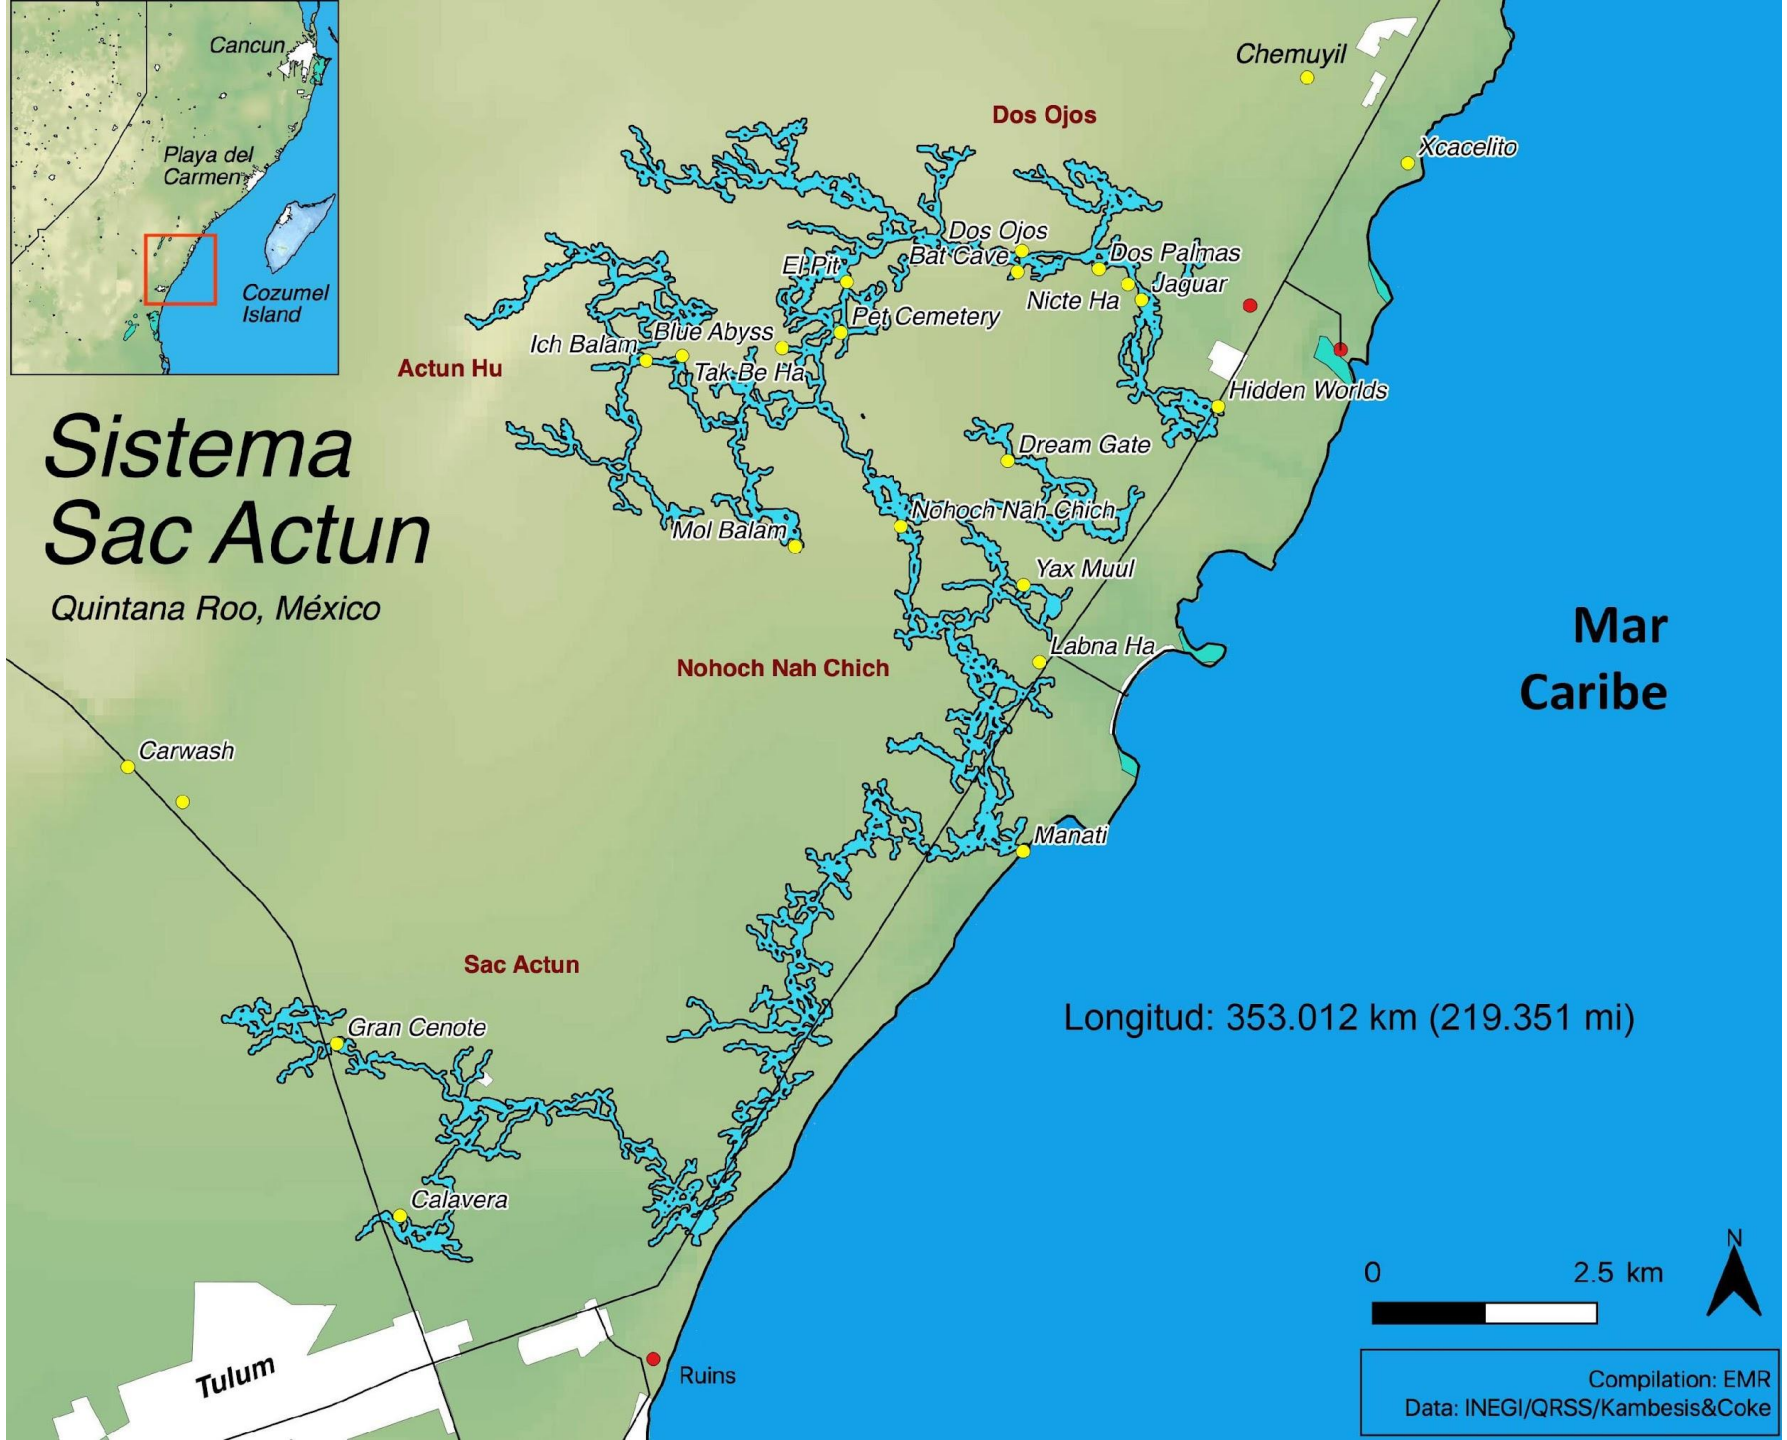 Cancun
Playa del
Carmen
Cozumel
Island
Chemuyil
Dos Ojos
Xcacelito
Dos Ojos
Bat Cave
Dos Palmas
El Pit
Jaguar
Nicte Ha
Pet Cemetery
Blue Abyss
Ich Balam
Actun Hu
Tak Be Ha
Hidden Worlds
Sistema
Sac Actun
Quintana Roo, México
Dream Gate
Nohoch Nah Chich
Mol Balam
Yax Muul
Mar
Caribe
Labna Ha
Nohoch Nah Chich
Carwash
Manati
Sac Actun
Longitud: 353.012 km (219.351 mi)
Gran Cenote
Calavera
N
0 2.5 km
Tulum
Ruins
Compilation: EMR
Data: INEGI/QRSS/Kambesis&Coke